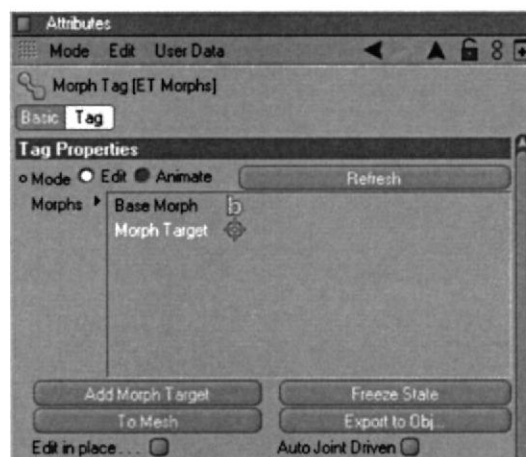 Attributes
Mode Edit User Data
Morph Tag [ET Morphs]
Basic Tag
Tag Properties
Mode Edit Animate Refresh
Morphs Base Morph b
Morph Target
Add Morph Target Freeze State
To Mesh Export to Obj...
Edit in place . . . Auto Joint Driven